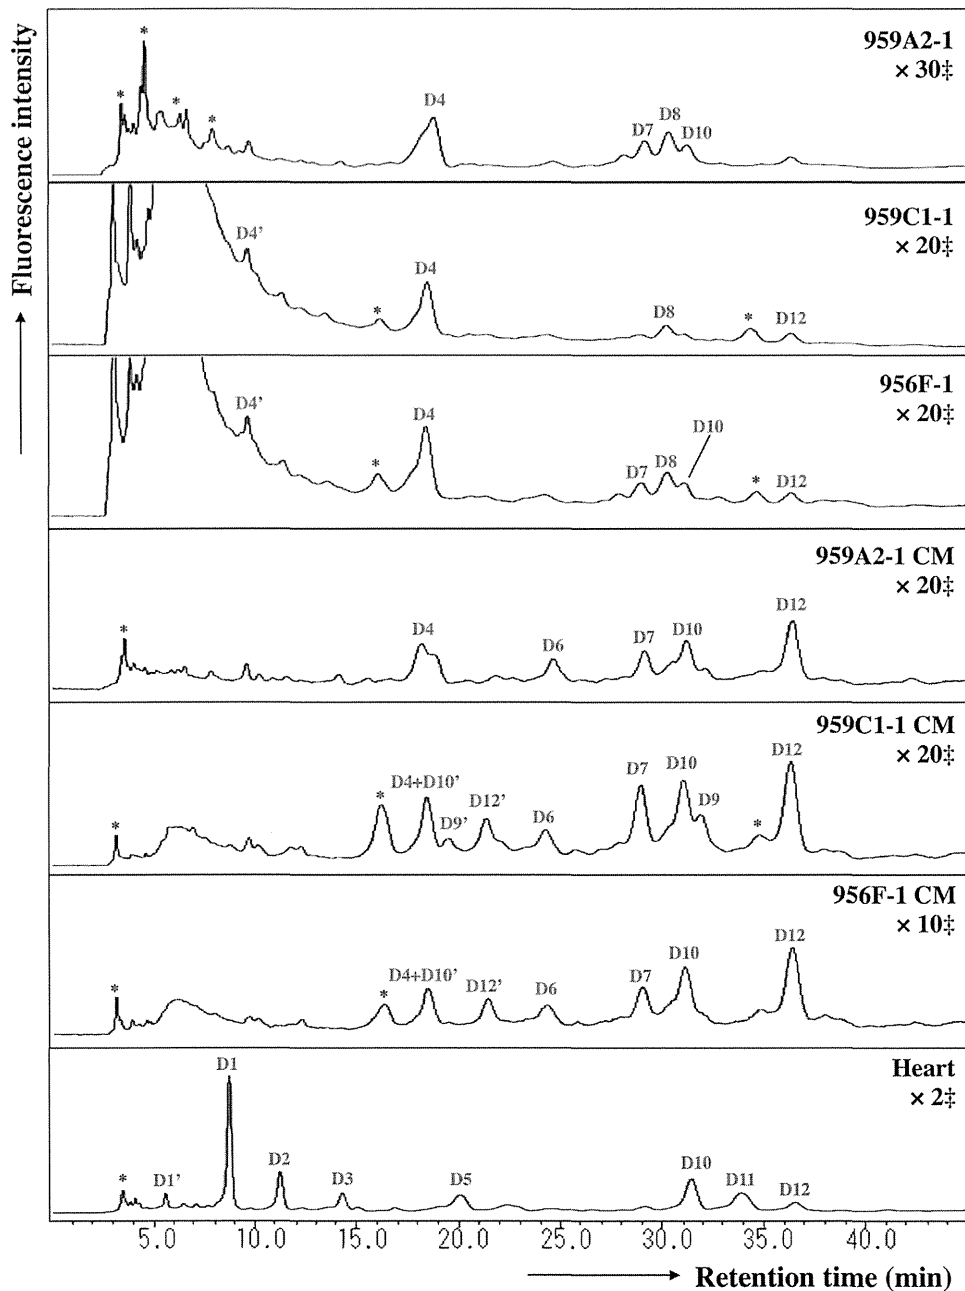 Fluorescence intensity
959A2-1
× 30‡
* * * * D4 D7 D8 D10
959C1-1
× 20‡
D4’ * D4 D8 * D12
956F-1
× 20‡
D4’ * D4 D7 D8 D10 * D12
959A2-1 CM
× 20‡
* D4 D6 D7 D10 D12
959C1-1 CM
× 20‡
* * D4+D10’ D9’ D12’ D6 D7 D10 D9 * D12
956F-1 CM
× 10‡
* * D4+D10’ D12’ D6 D7 D10 D12
Heart
× 2‡
* D1’ D1 D2 D3 D5 D10 D11 D12
5.0 10.0 15.0 20.0 25.0 30.0 35.0 40.0
Retention time (min)